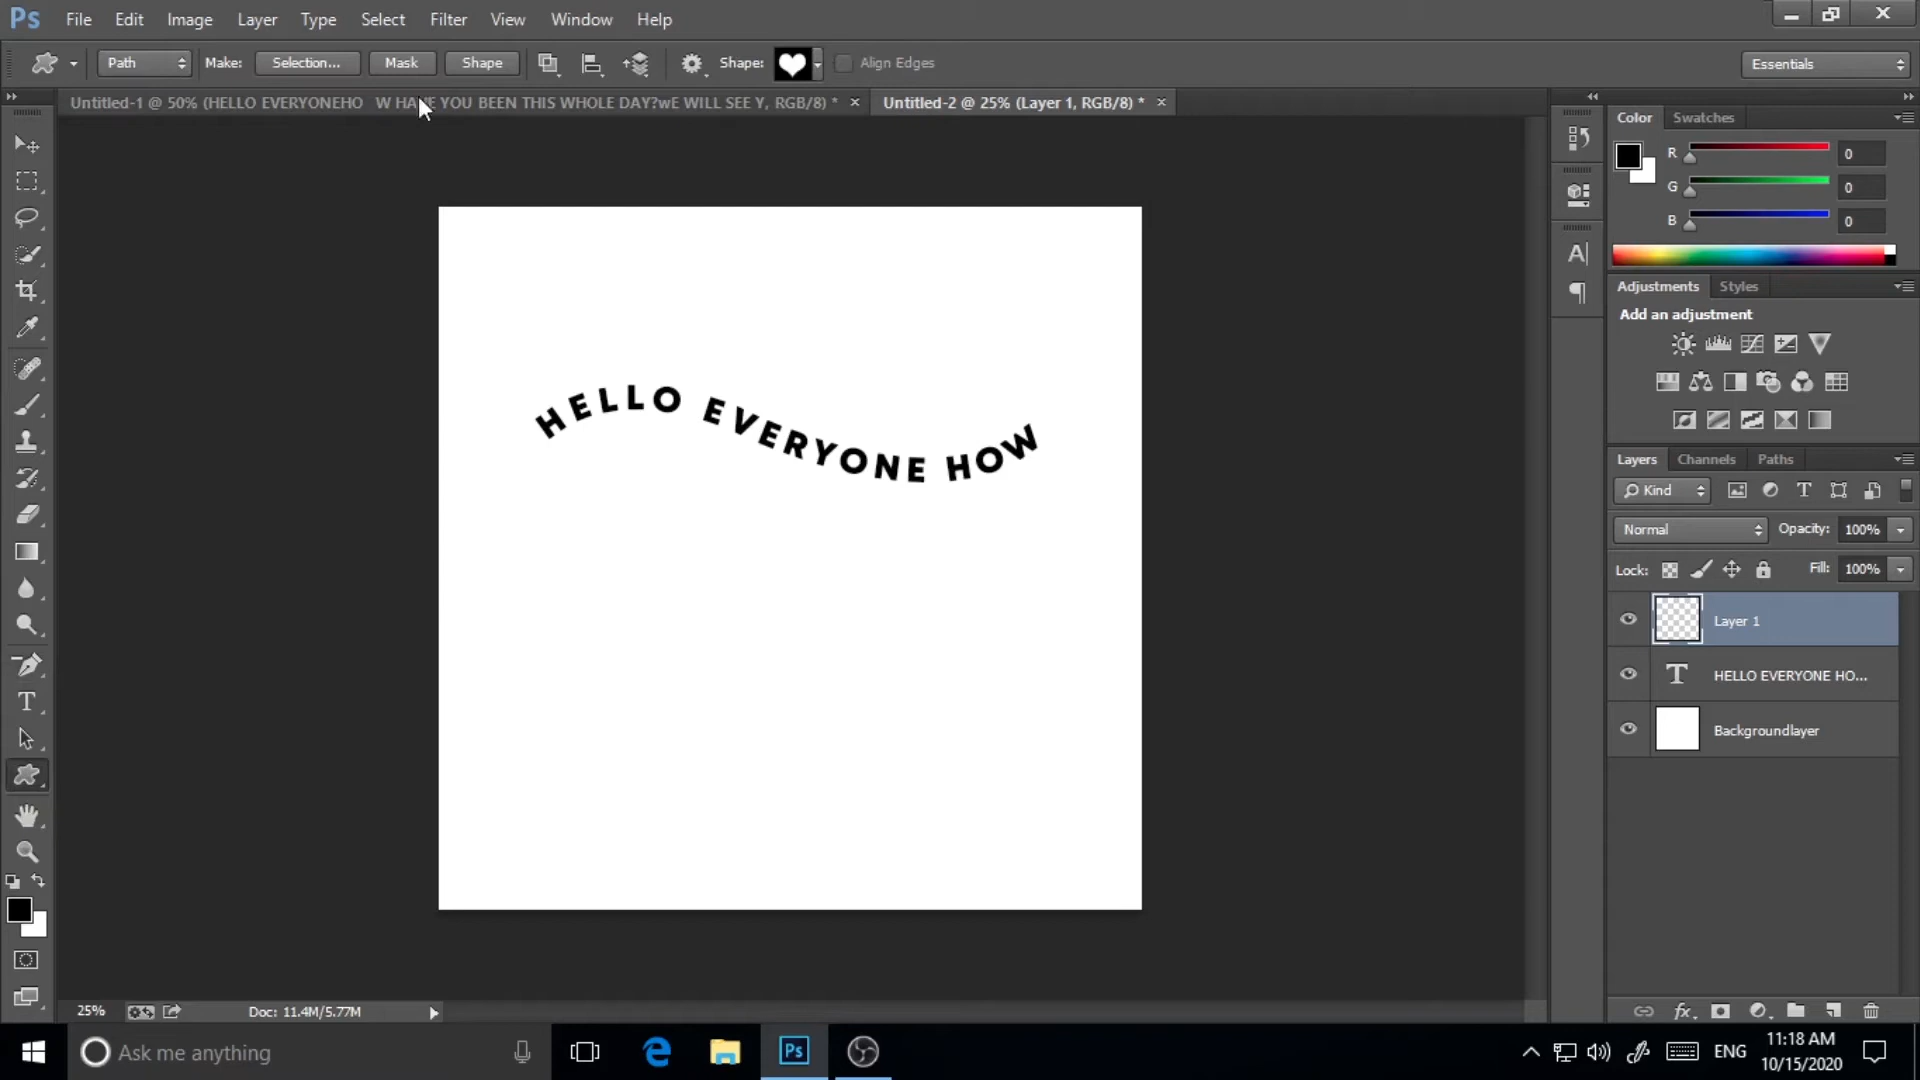 Ps File Edit Image Layer Type Select Filter View Window Help
Path Make: Selection... Mask Shape Shape: Align Edges Essentials
Untitled-1 @ 50% (HELLO EVERYONEHO W HAVE YOU BEEN THIS WHOLE DAY?wE WILL SEE Y, RGB/8) * × Untitled-2 @ 25% (Layer 1, RGB/8) * ×
Color Swatches
R 0
G 0
B 0
Adjustments Styles
Add an adjustment
HELLO EVERYONE HOW
Layers Channels Paths
Kind
Normal Opacity: 100%
Lock: Fill: 100%
Layer 1
HELLO EVERYONE HO...
Backgroundlayer
25% Doc: 11.4M/5.77M
Ask me anything
Ps
ENG
11:18 AM
10/15/2020